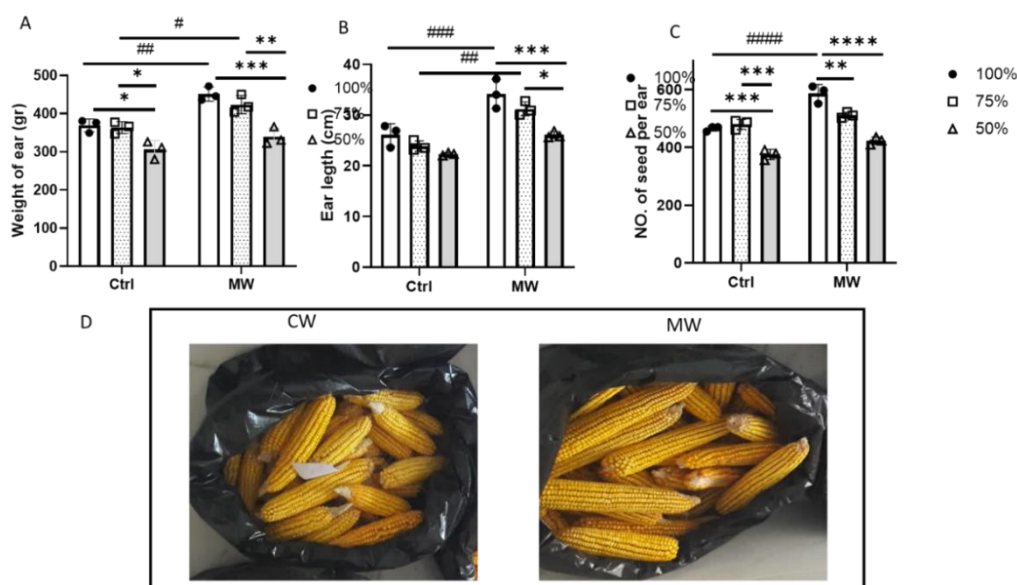 A
#
##
**
*
***
*
Weight of ear (gr)
500
400
300
200
100
0
Ctrl
MW
100%
75%
50%
B
###
##
***
*
Ear legth (cm)
40
30
20
10
0
Ctrl
MW
100%
75%
50%
C
####
****
***
**
***
NO. of seed per ear
600
400
200
0
Ctrl
MW
100%
75%
50%
D
CW
MW